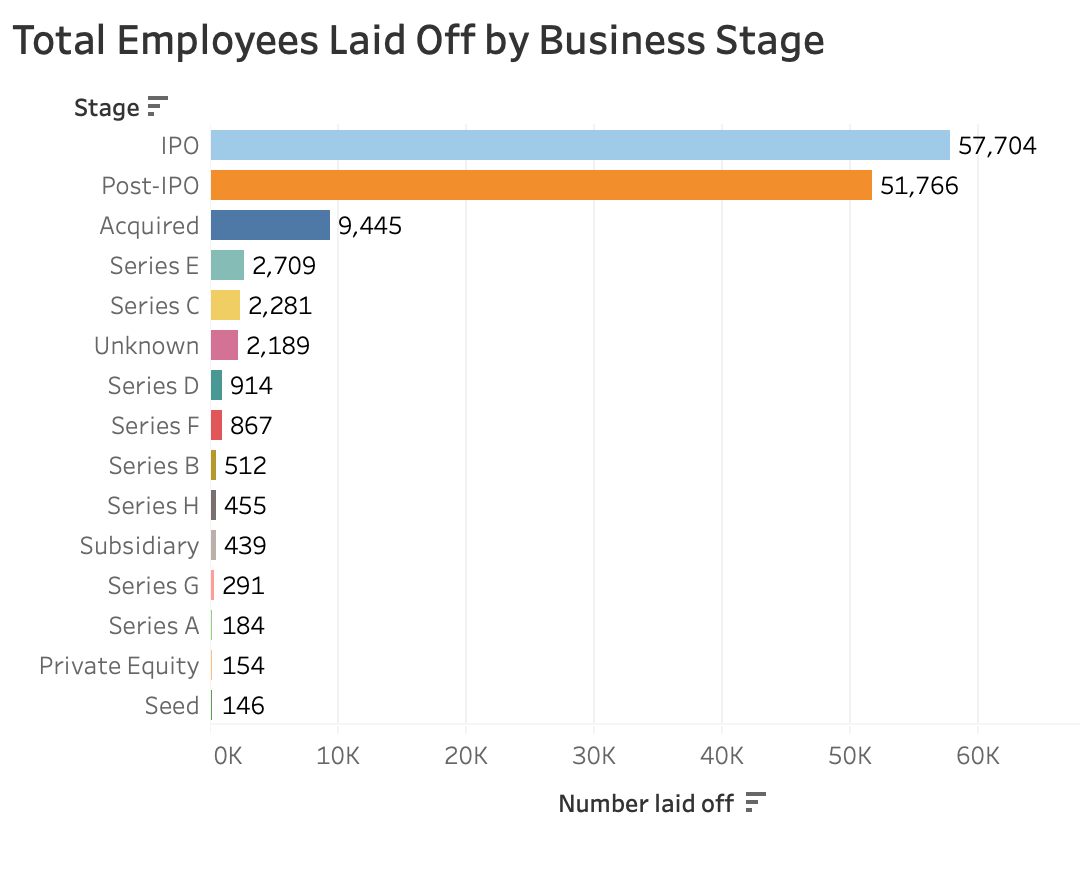 Total Employees Laid Off by Business Stage
Stage
IPO 57,704
Post-IPO 51,766
Acquired 9,445
Series E 2,709
Series C 2,281
Unknown 2,189
Series D 914
Series F 867
Series B 512
Series H 455
Subsidiary 439
Series G 291
Series A 184
Private Equity 154
Seed 146
0K 10K 20K 30K 40K 50K 60K
Number laid off